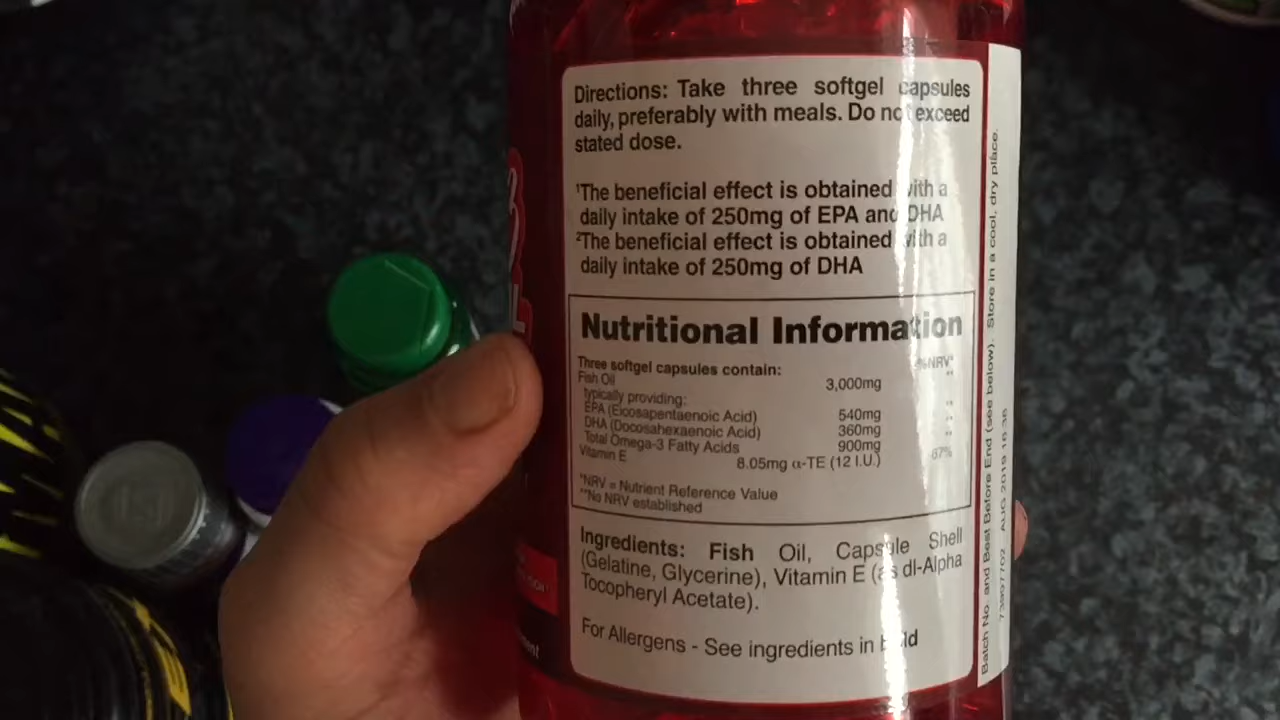 Directions: Take three softgel capsules
daily, preferably with meals. Do not exceed
stated dose.
¹The beneficial effect is obtained with a
daily intake of 250mg of EPA and DHA
²The beneficial effect is obtained with a
daily intake of 250mg of DHA
Nutritional Information
Three softgel capsules contain: %NRV*
Fish Oil 3,000mg **
typically providing:
EPA (Eicosapentaenoic Acid) 540mg **
DHA (Docosahexaenoic Acid) 360mg **
Total Omega-3 Fatty Acids 900mg **
Vitamin E 8.05mg α-TE (12 I.U.) 67%
*NRV = Nutrient Reference Value
**No NRV established
Ingredients: Fish Oil, Capsule Shell
(Gelatine, Glycerine), Vitamin E (as dl-Alpha
Tocopheryl Acetate).
For Allergens - See ingredients in bold
Batch No. and Best Before End (see below). Store in a cool, dry place.
AUG 2019 16 36